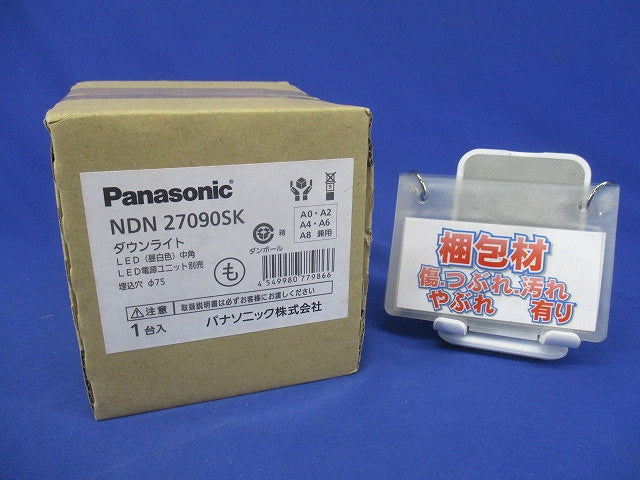 Panasonic
NDN 27090SK
ダウンライト
LED (昼白色) 中角
LED電源ユニット別売
埋込穴 φ75
も
箱
ダンボール
A0・A2
A4・A6
A8 兼用
4 549980 779866
⚠注意 取扱説明書は必ずお客様にお渡しください。
1台入
パナソニック株式会社
梱包材
傷.つぶれ.汚れ
やぶれ 有り